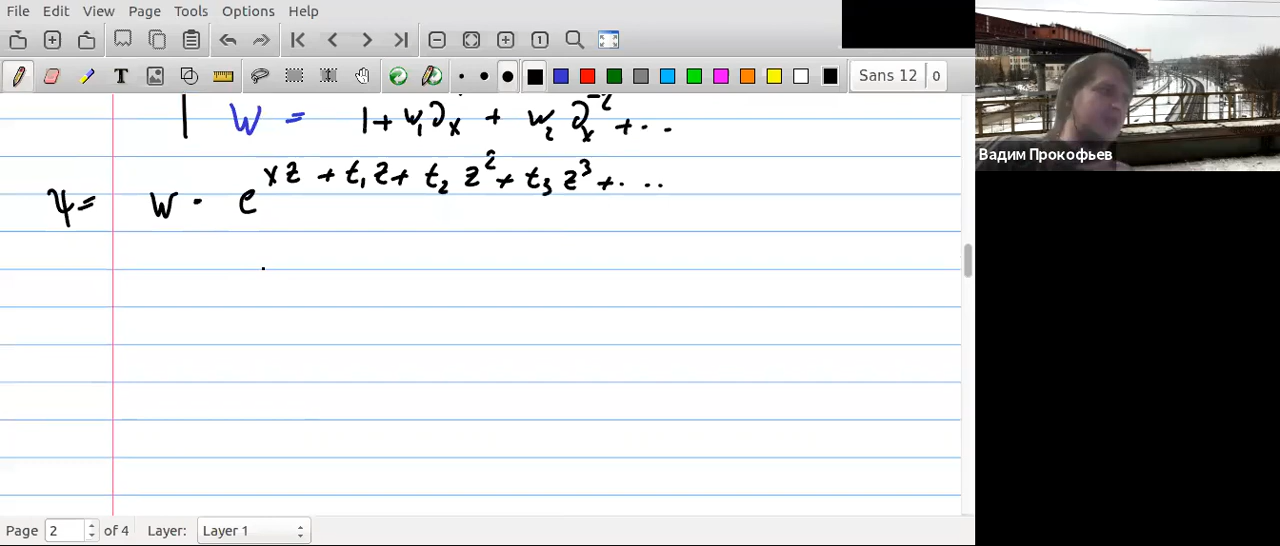 File Edit View Page Tools Options Help
Sans 12 0
W = 1 + w₁ ∂ₓ + w₂ ∂ₓ⁻² + ...
ψ = W · e^{xz + t₁z + t₂z² + t₃z³ + ...}
Вадим Прокофьев
Page 2 of 4 Layer: Layer 1